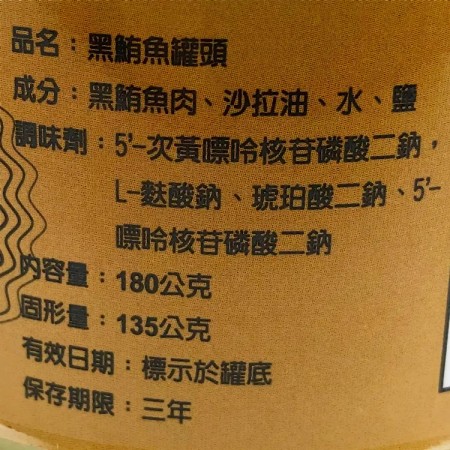 品名：黑鮪魚罐頭
成分：黑鮪魚肉、沙拉油、水、鹽
調味劑：5'-次黃嘌呤核苷磷酸二鈉，
L-麩酸鈉、琥珀酸二鈉、5'-
嘌呤核苷磷酸二鈉
內容量：180公克
固形量：135公克
有效日期：標示於罐底
保存期限：三年